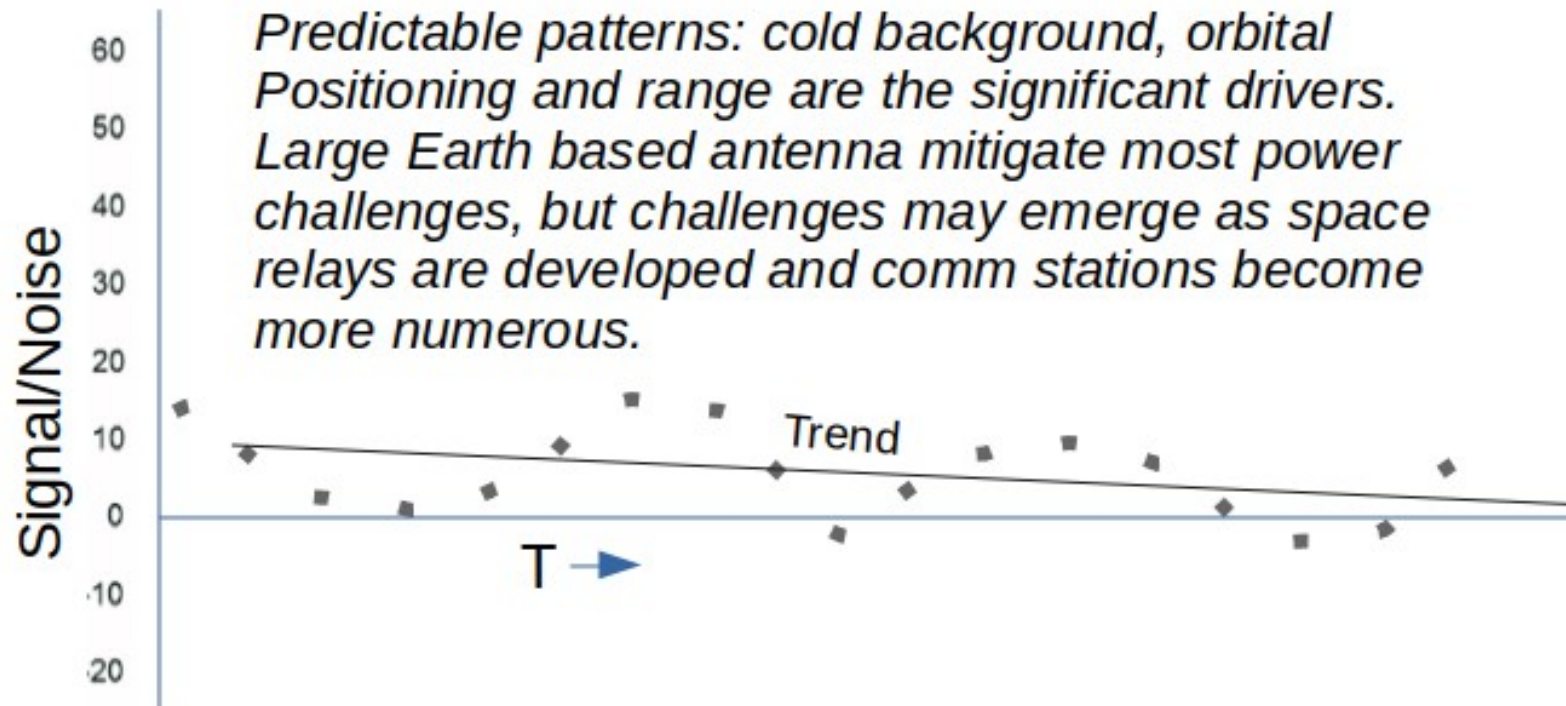 Predictable patterns: cold background, orbital
Positioning and range are the significant drivers.
Large Earth based antenna mitigate most power
challenges, but challenges may emerge as space
relays are developed and comm stations become
more numerous.
60
50
40
30
20
10
0
-10
-20
Signal/Noise
Trend
T